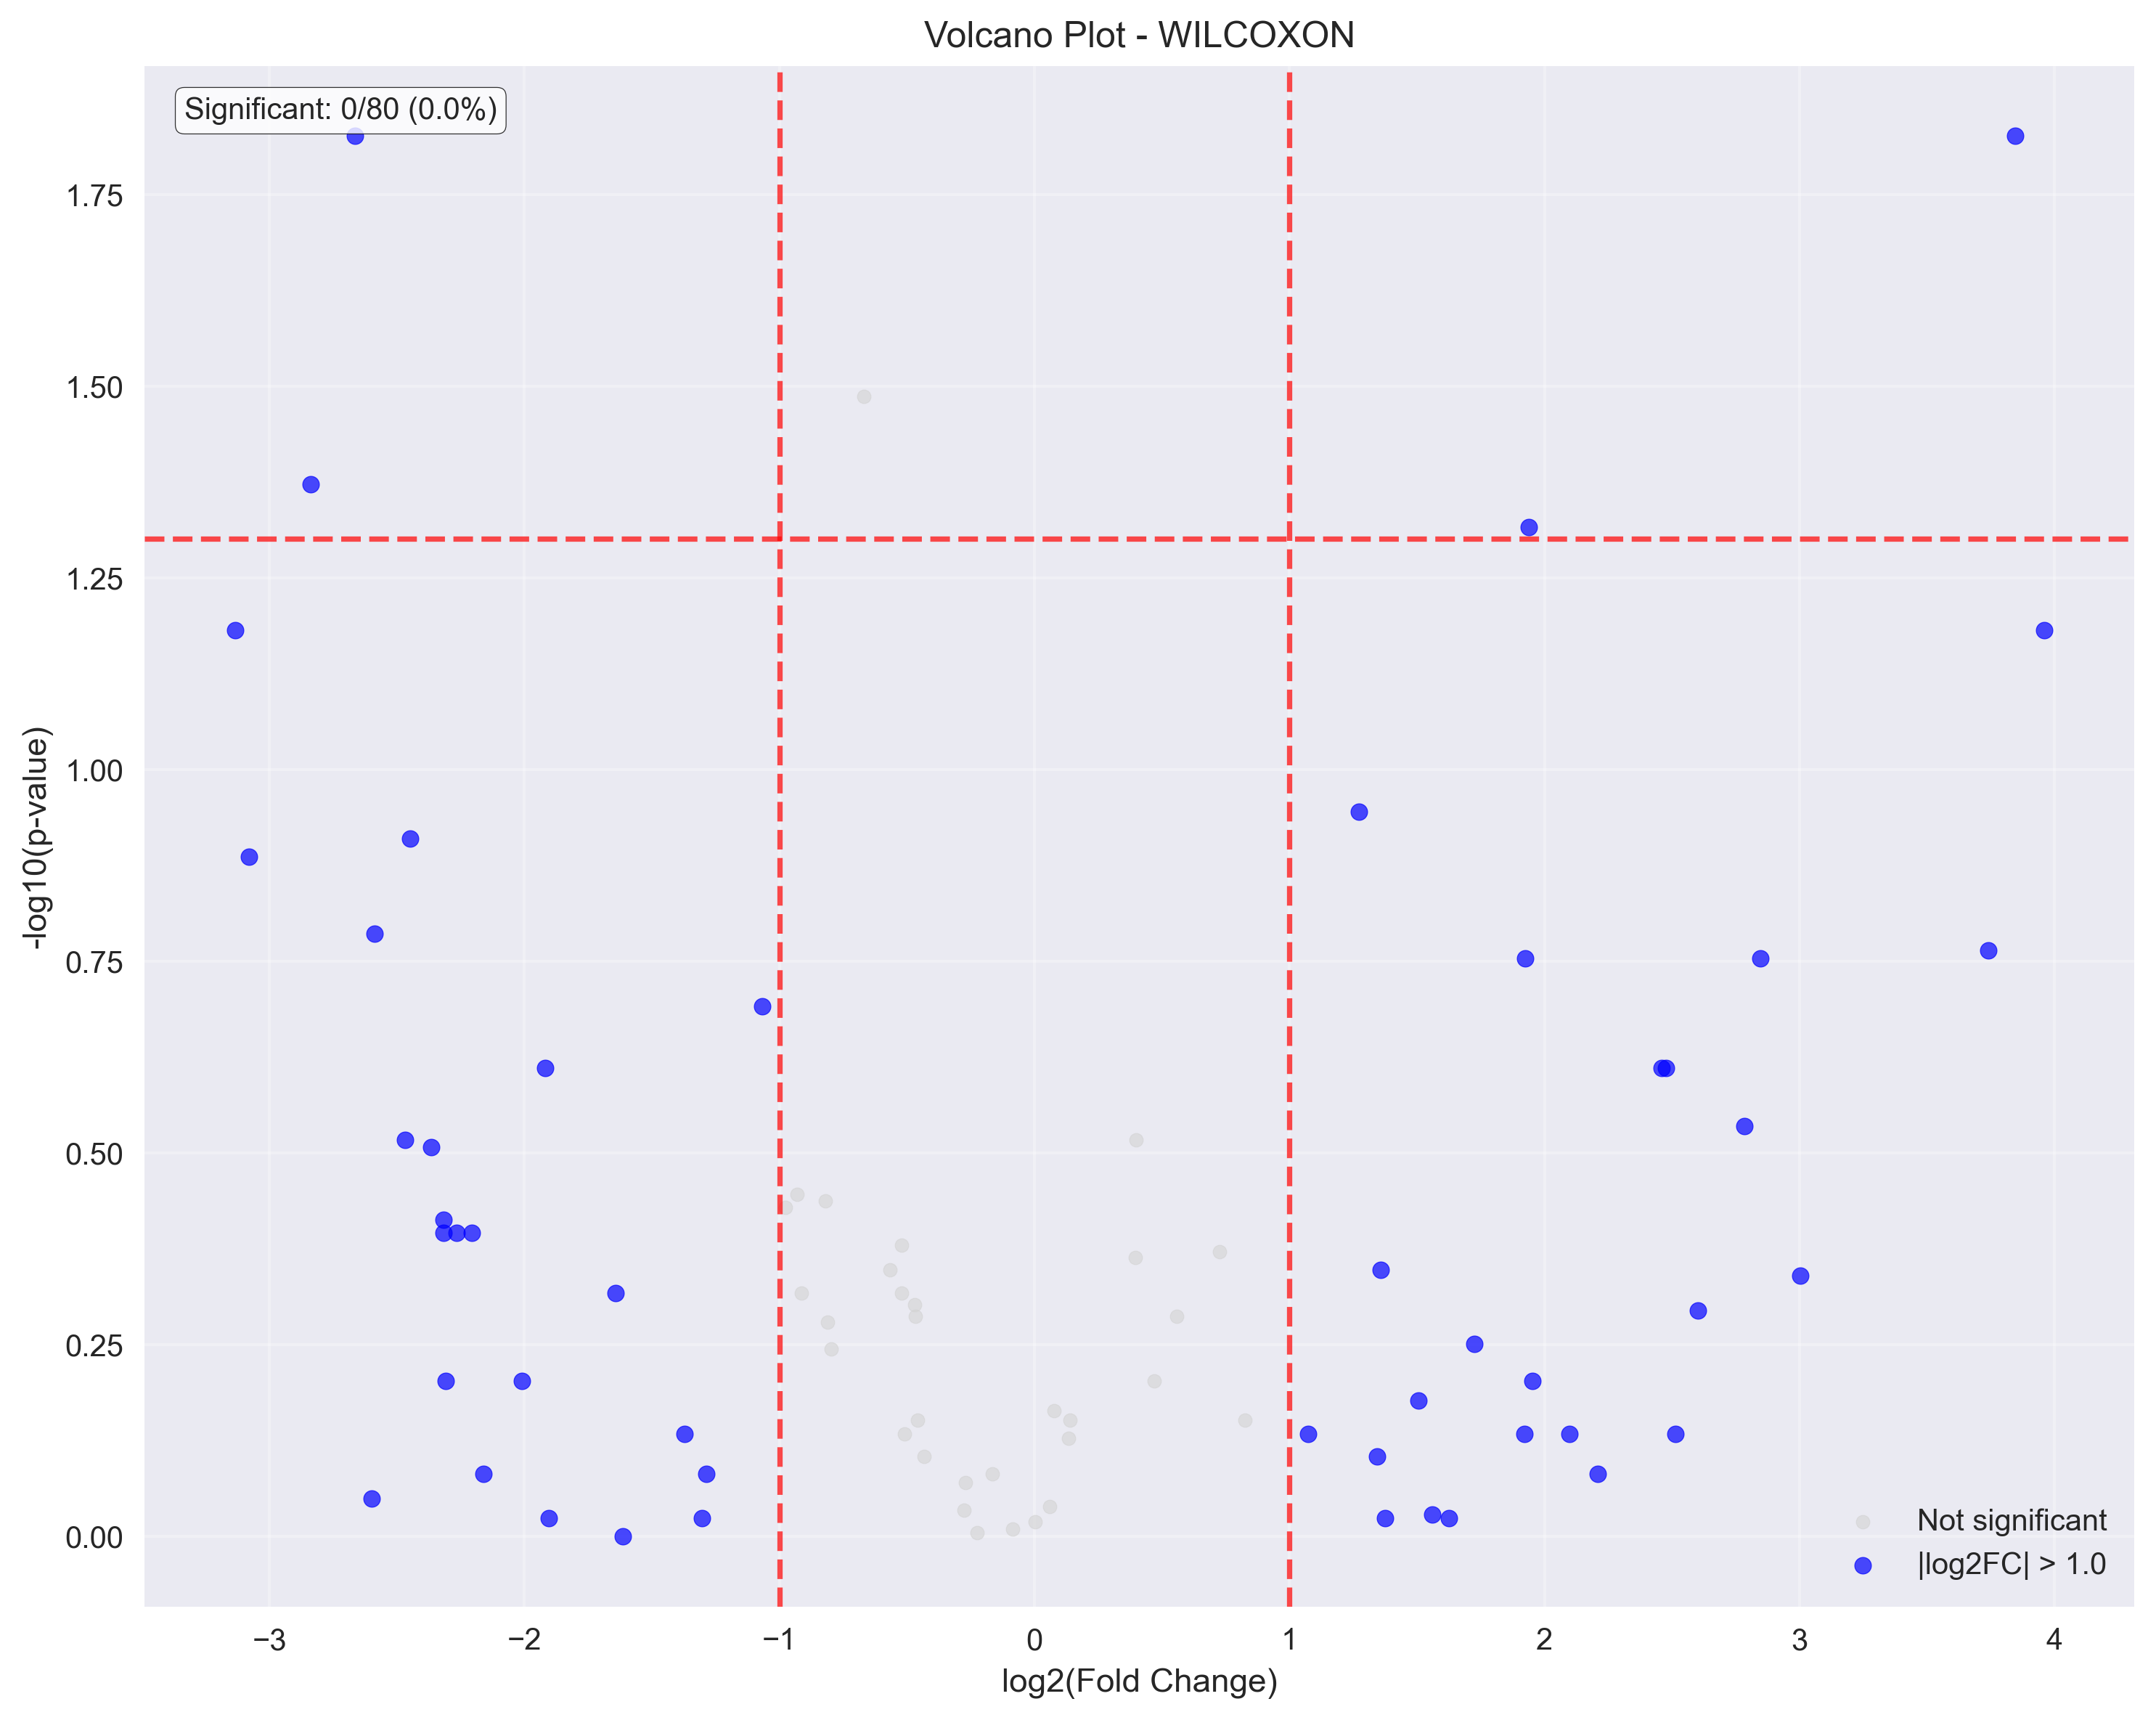 Volcano Plot - WILCOXON
Significant: 0/80 (0.0%)
1.75
1.50
1.25
1.00
0.75
0.50
0.25
0.00
-log10(p-value)
Not significant
|log2FC| > 1.0
−3
−2
−1
0
1
2
3
4
log2(Fold Change)